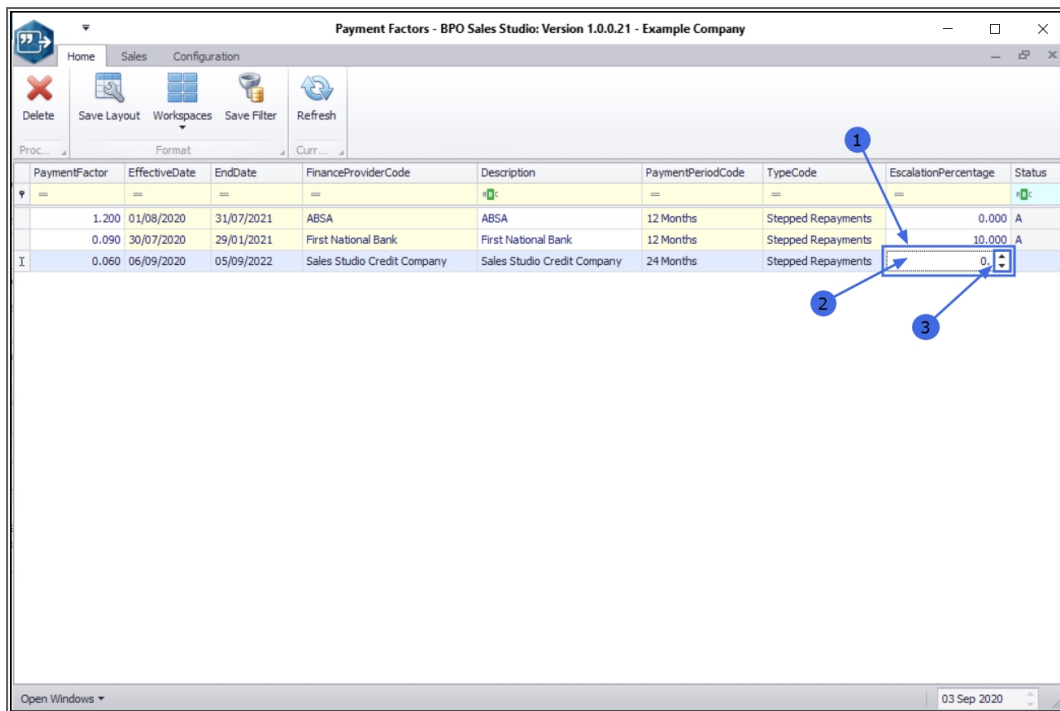 Payment Factors - BPO Sales Studio: Version 1.0.0.21 - Example Company
Home Sales Configuration
Delete Save Layout Workspaces Save Filter Refresh
Proc... Format Curr...
1
PaymentFactor EffectiveDate EndDate FinanceProviderCode Description PaymentPeriodCode TypeCode EscalationPercentage Status
= = = = ABC = = = ABC
1.200 01/08/2020 31/07/2021 ABSA ABSA 12 Months Stepped Repayments 0.000 A
0.090 30/07/2020 29/01/2021 First National Bank First National Bank 12 Months Stepped Repayments 10.000 A
0.060 06/09/2020 05/09/2022 Sales Studio Credit Company Sales Studio Credit Company 24 Months Stepped Repayments 0.
2
3
Open Windows 03 Sep 2020